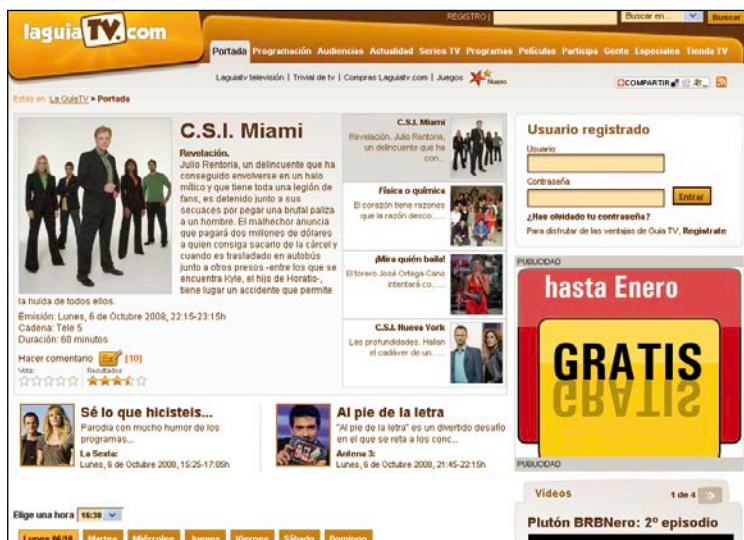 laguiaTV.com
REGISTRO |
Buscar en...
Buscar
Portada Programación Audiencias Actualidad Series TV Programas Películas Participa Gente Especiales Tienda TV
Laguiatv televisión | Trivial de tv | Compras Laguiatv.com | Juegos Nuevo
COMPARTIR
Estás en: La GuíaTV > Portada
C.S.I. Miami
Revelación.
Julio Rentoria, un delincuente que ha
conseguido envolverse en un halo
mítico y que tiene toda una legión de
fans, es detenido junto a sus
secuaces por pegar una brutal paliza
a un hombre. El malhechor anuncia
que pagará dos millones de dólares
a quien consiga sacarlo de la cárcel y
cuando es trasladado en autobús
junto a otros presos -entre los que se
encuentra Kyle, el hijo de Horatio-,
tiene lugar un accidente que permite
la huída de todos ellos.
Emisión: Lunes, 6 de Octubre 2008, 22:15-23:15h
Cadena: Tele 5
Duración: 60 minutos
Hacer comentario [10]
Vota:
Resultados
C.S.I. Miami
Revelación. Julio Rentoria,
un delincuente que ha
con...
Física o química
El corazón tiene razones
que la razón desco......
¡Mira quién baila!
El torero José Ortega Cano
intentará co......
C.S.I. Nueva York
Las profundidades. Hallan
el cadáver de un......
Usuario registrado
Usuario
Contraseña
Entrar
¿Has olvidado tu contraseña?
Para disfrutar de las ventajas de Guia TV, Regístrate
PUBLICIDAD
hasta Enero
GRATIS
PUBLICIDAD
Sé lo que hicisteis...
Parodia con mucho humor de los
programas...
La Sexta:
Lunes, 6 de Octubre 2008, 15:25-17:05h
Al pie de la letra
"Al pie de la letra" es un divertido desafío
en el que se reta a los conc...
Antena 3:
Lunes, 6 de Octubre 2008, 21:45-22:15h
Vídeos
1 de 4
Plutón BRBNero: 2º episodio
Elige una hora 16:30
Lunes 06/10 Martes Miércoles Jueves Viernes Sábado Domingo